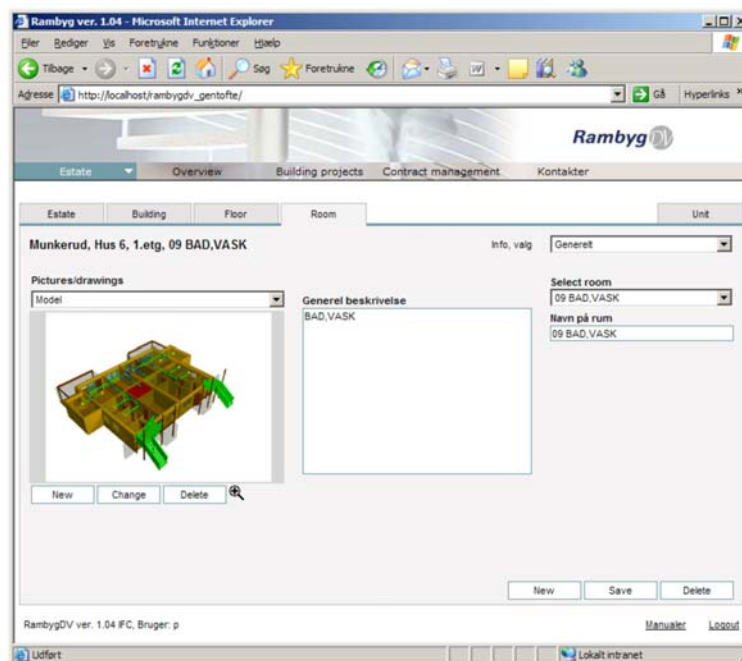 Rambyg ver. 1.04 - Microsoft Internet Explorer
Filer Rediger Vis Foretrukne Funktioner Hjælp
Tilbage Søg Foretrukne
Adresse http://localhost/rambygdv_gentofte/ Gå Hyperlinks »
Rambyg DV
Estate Overview Building projects Contract management Kontakter
Estate Building Floor Room Unit
Munkerud, Hus 6, 1.etg, 09 BAD,VASK Info, valg Generelt
Pictures/drawings
Model
Generel beskrivelse
BAD,VASK
Select room
09 BAD,VASK
Navn på rum
09 BAD,VASK
New Change Delete
New Save Delete
RambygDV ver. 1.04 IFC, Bruger: p Manualer Logout
Udført Lokalt intranet